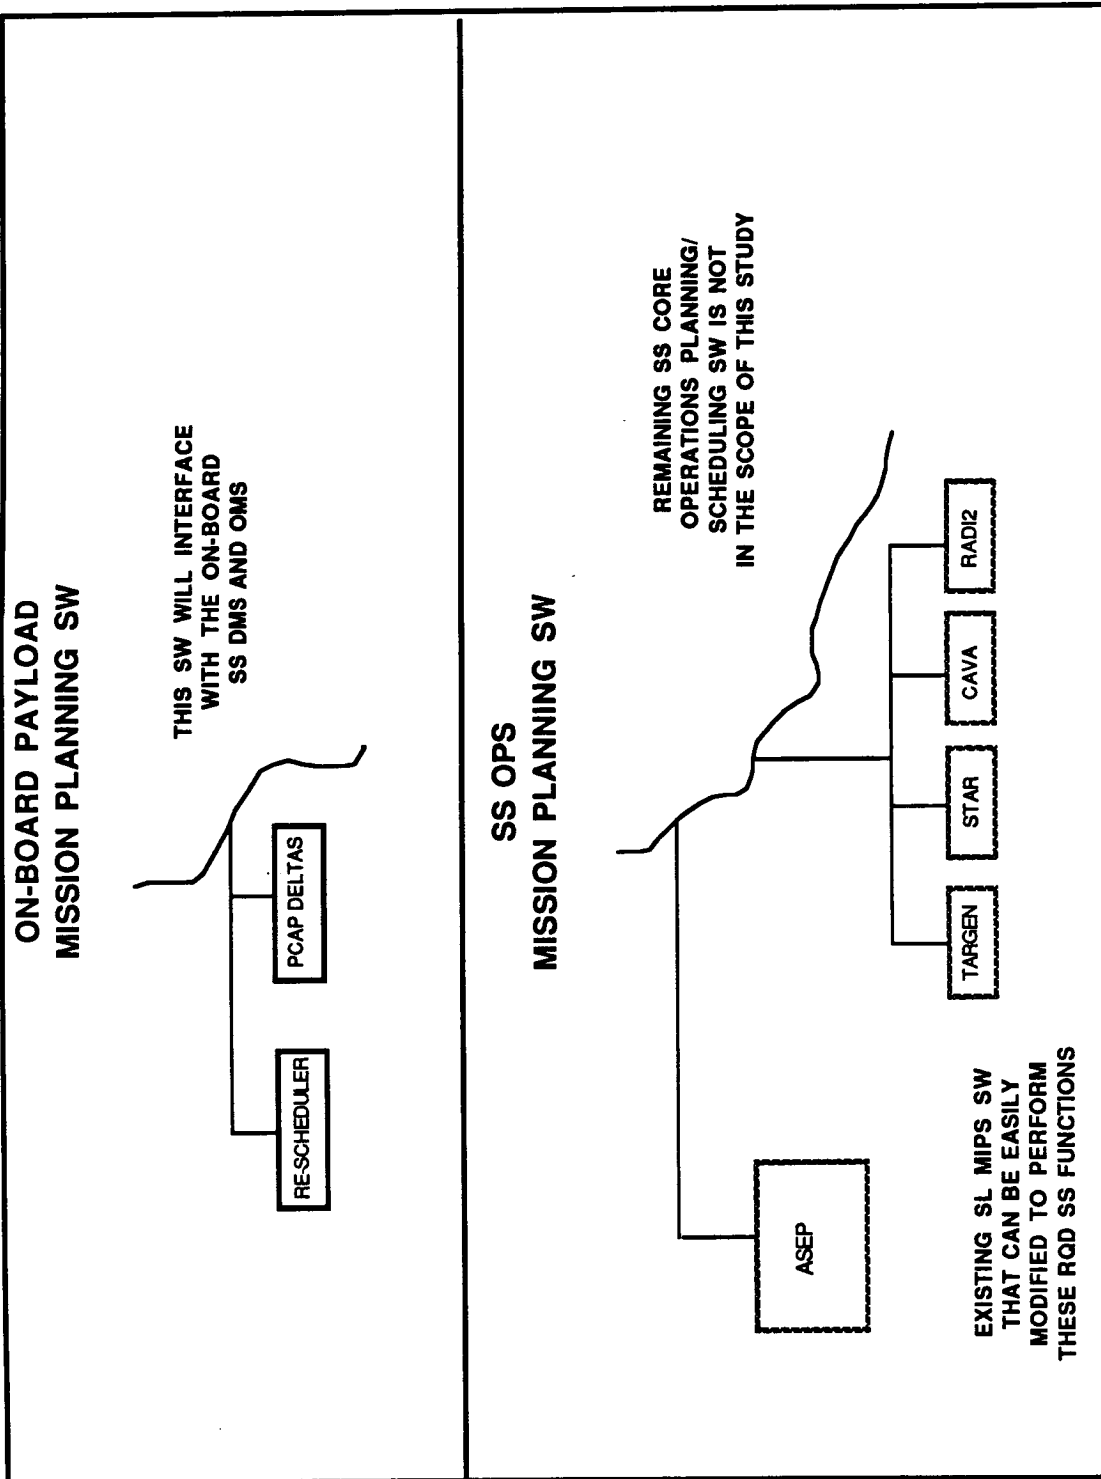 ON-BOARD PAYLOAD
MISSION PLANNING SW
THIS SW WILL INTERFACE
WITH THE ON-BOARD
SS DMS AND OMS
RE-SCHEDULER
PCAP DELTAS
SS OPS
MISSION PLANNING SW
REMAINING SS CORE
OPERATIONS PLANNING/
SCHEDULING SW IS NOT
IN THE SCOPE OF THIS STUDY
ASEP
TARGEN
STAR
CAVA
RADI2
EXISTING SL MIPS SW
THAT CAN BE EASILY
MODIFIED TO PERFORM
THESE RQD SS FUNCTIONS